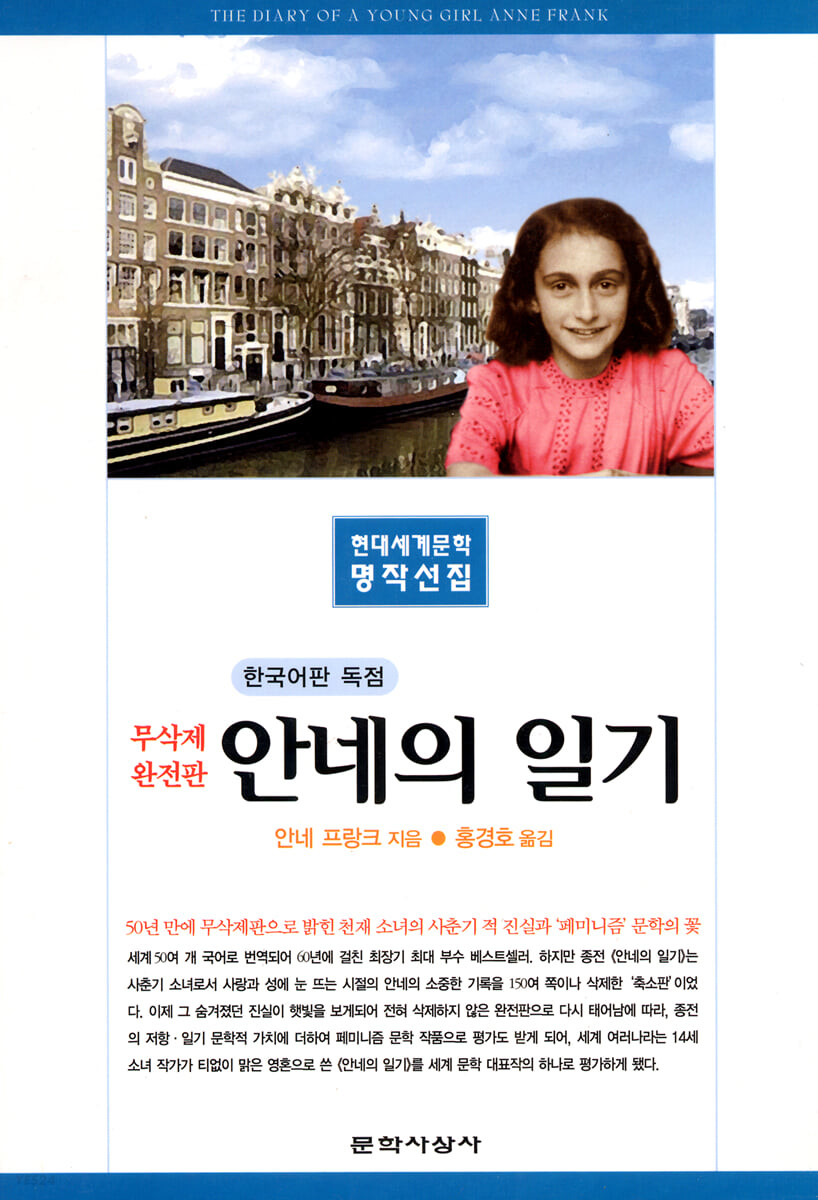 THE DIARY OF A YOUNG GIRL ANNE FRANK
현대세계문학
명작선집
한국어판 독점
무삭제
완전판
안네의 일기
안네 프랑크 지음 ● 홍경호 옮김
50년 만에 무삭제판으로 밝힌 천재 소녀의 사춘기 적 진실과 ‘페미니즘’ 문학의 꽃
세계 50여 개 국어로 번역되어 60년에 걸친 최장기 최대 부수 베스트셀러. 하지만 종전 《안네의 일기》는
사춘기 소녀로서 사랑과 성에 눈 뜨는 시절의 안네의 소중한 기록을 150여 쪽이나 삭제한 ‘축소판’이었
다. 이제 그 숨겨졌던 진실이 햇빛을 보게되어 전혀 삭제하지 않은 완전판으로 다시 태어남에 따라, 종전
의 저항·일기 문학적 가치에 더하여 페미니즘 문학 작품으로 평가도 받게 되어, 세계 여러나라는 14세
소녀 작가가 티없이 맑은 영혼으로 쓴 《안네의 일기》를 세계 문학 대표작의 하나로 평가하게 됐다.
문학사상사